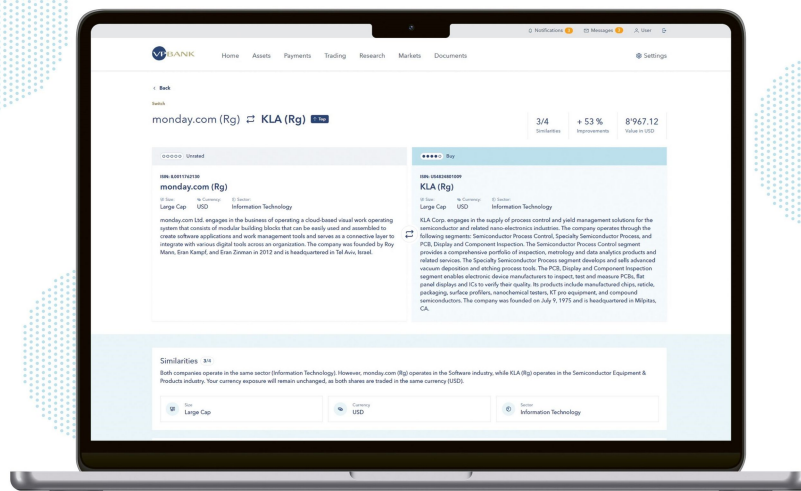 Notifications
Messages
User
VPBANK
Home Assets Payments Trading Research Markets Documents
Settings
Back
Switch
monday.com (Rg) KLA (Rg) Top
3/4
Similarities
+ 53 %
Improvements
8'967.12
Value in USD
Unrated
ISIN: IL0011762130
monday.com (Rg)
Size: Currency: Sector:
Large Cap USD Information Technology
monday.com Ltd. engages in the business of operating a cloud-based visual work operating
system that consists of modular building blocks that can be easily used and assembled to
create software applications and work management tools and serves as a connective layer to
integrate with various digital tools across an organization. The company was founded by Roy
Mann, Eran Kampf, and Eran Zinman in 2012 and is headquartered in Tal Aviv, Israel.
Buy
ISIN: US4824801009
KLA (Rg)
Size: Currency: Sector:
Large Cap USD Information Technology
KLA Corp. engages in the supply of process control and yield management solutions for the
semiconductor and related nano-electronics industries. The company operates through the
following segments: Semiconductor Process Control, Specialty Semiconductor Process, and
PCB, Display and Component Inspection. The Semiconductor Process Control segment
provides a comprehensive portfolio of inspection, metrology and data analytics products and
related services. The Specialty Semiconductor Process segment develops and sells advanced
vacuum deposition and etching process tools. The PCB, Display and Component Inspection
segment enables electronic device manufacturers to inspect, test and measure PCBs, flat
panel displays and ICs to verify their quality. Its products include manufactured chips, reticle,
packaging, surface profilers, nanochemical testers, KT pro equipment, and compound
semiconductors. The company was founded on July 9, 1975 and is headquartered in Milpitas,
CA.
Similarities 3/4
Both companies operate in the same sector (Information Technology). However, monday.com (Rg) operates in the Software industry, while KLA (Rg) operates in the Semiconductor Equipment &
Products industry. Your currency exposure will remain unchanged, as both shares are traded in the same currency (USD).
Size
Large Cap
Currency
USD
Sector
Information Technology